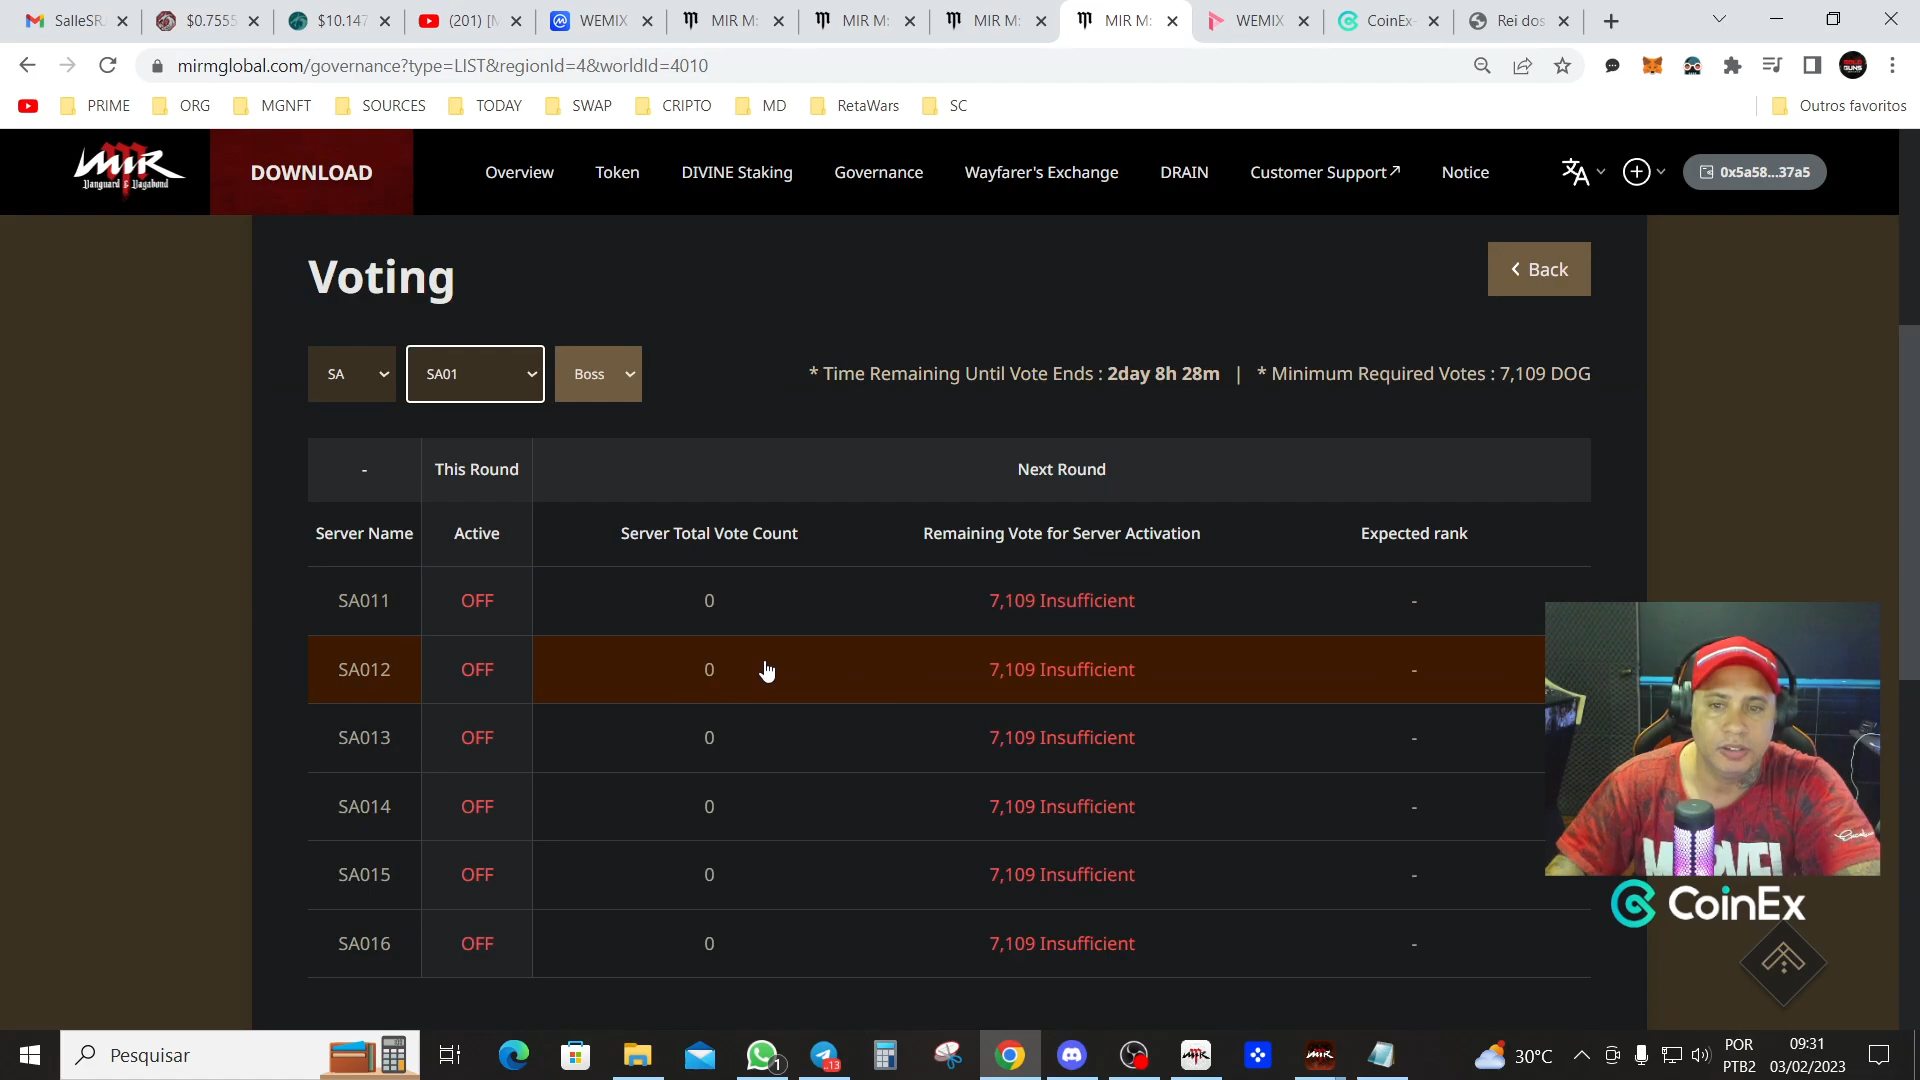 SalleSR
$0.7555
$10.147
(201) [M
WEMIX
MIR M:
MIR M:
MIR M:
MIR M:
WEMIX
CoinEx-
Rei dos
mirmglobal.com/governance?type=LIST&regionId=4&worldId=4010
PRIME
ORG
MGNFT
SOURCES
TODAY
SWAP
CRIPTO
MD
RetaWars
SC
Outros favoritos
MIR
Vanguard & Vagabond
DOWNLOAD
Overview
Token
DIVINE Staking
Governance
Wayfarer's Exchange
DRAIN
Customer Support
Notice
0x5a58...37a5
Voting
Back
SA
SA01
Boss
* Time Remaining Until Vote Ends : 2day 8h 28m | * Minimum Required Votes : 7,109 DOG
- This Round Next Round
Server Name Active Server Total Vote Count Remaining Vote for Server Activation Expected rank
SA011 OFF 0 7,109 Insufficient -
SA012 OFF 0 7,109 Insufficient -
SA013 OFF 0 7,109 Insufficient -
SA014 OFF 0 7,109 Insufficient -
SA015 OFF 0 7,109 Insufficient -
SA016 OFF 0 7,109 Insufficient -
MARVEL
CoinEx
Pesquisar
1
13
30°C
POR
PTB2
09:31
03/02/2023